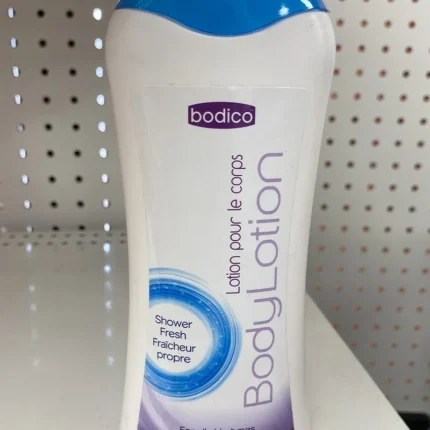 bodico
Lotion pour le corps
BodyLotion
Shower
Fresh
Fraîcheur
propre